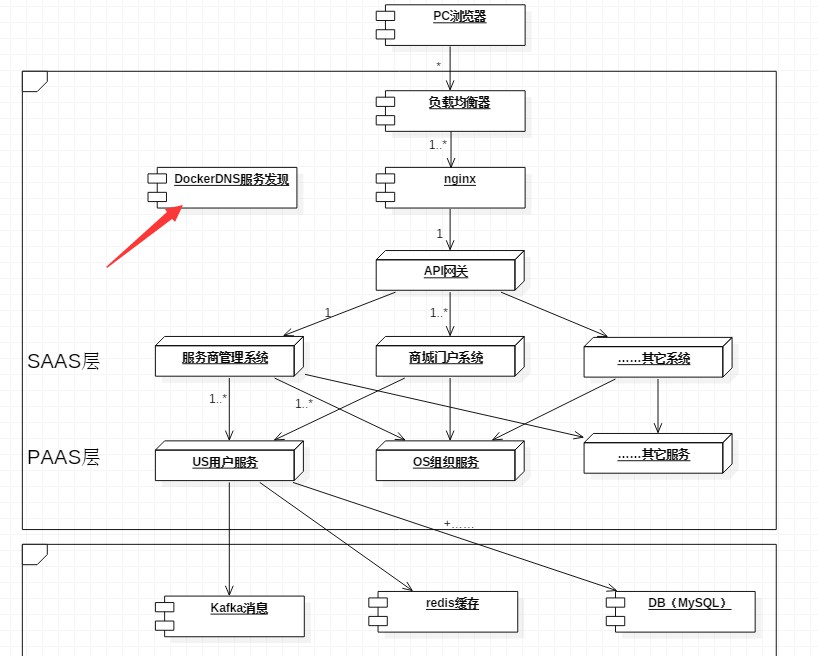 PC浏览器
*
负载均衡器
1..*
DockerDNS服务发现
nginx
1
API网关
1
1..*
SAAS层
服务商管理系统
商城门户系统
……其它系统
1..*
1..*
PAAS层
US用户服务
OS组织服务
……其它服务
+……
Kafka消息
redis缓存
DB（MySQL）